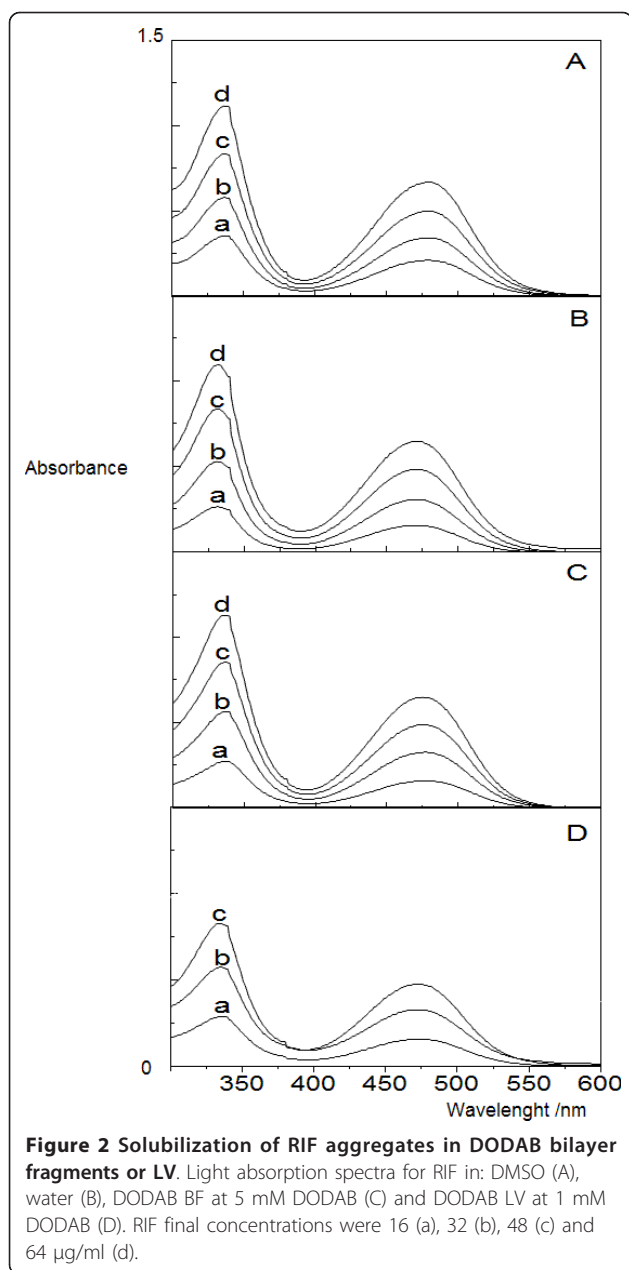 1.5
A
d
c
b
a
B
d
c
b
a
Absorbance
C
d
c
b
a
D
c
b
a
0
350 400 450 500 550 600
Wavelenght /nm
Figure 2 Solubilization of RIF aggregates in DODAB bilayer
fragments or LV. Light absorption spectra for RIF in: DMSO (A),
water (B), DODAB BF at 5 mM DODAB (C) and DODAB LV at 1 mM
DODAB (D). RIF final concentrations were 16 (a), 32 (b), 48 (c) and
64 μg/ml (d).